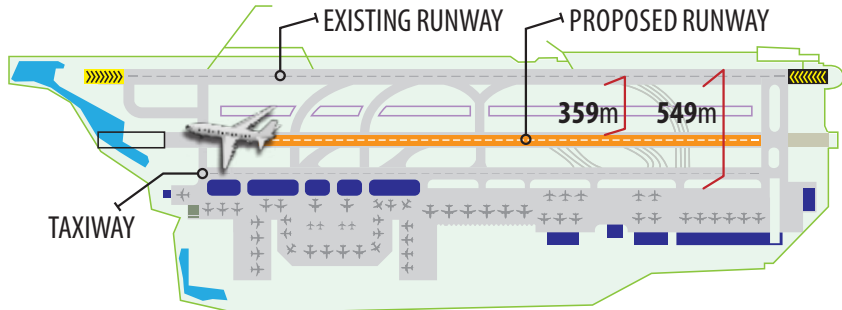 EXISTING RUNWAY
PROPOSED RUNWAY
359m
549m
TAXIWAY